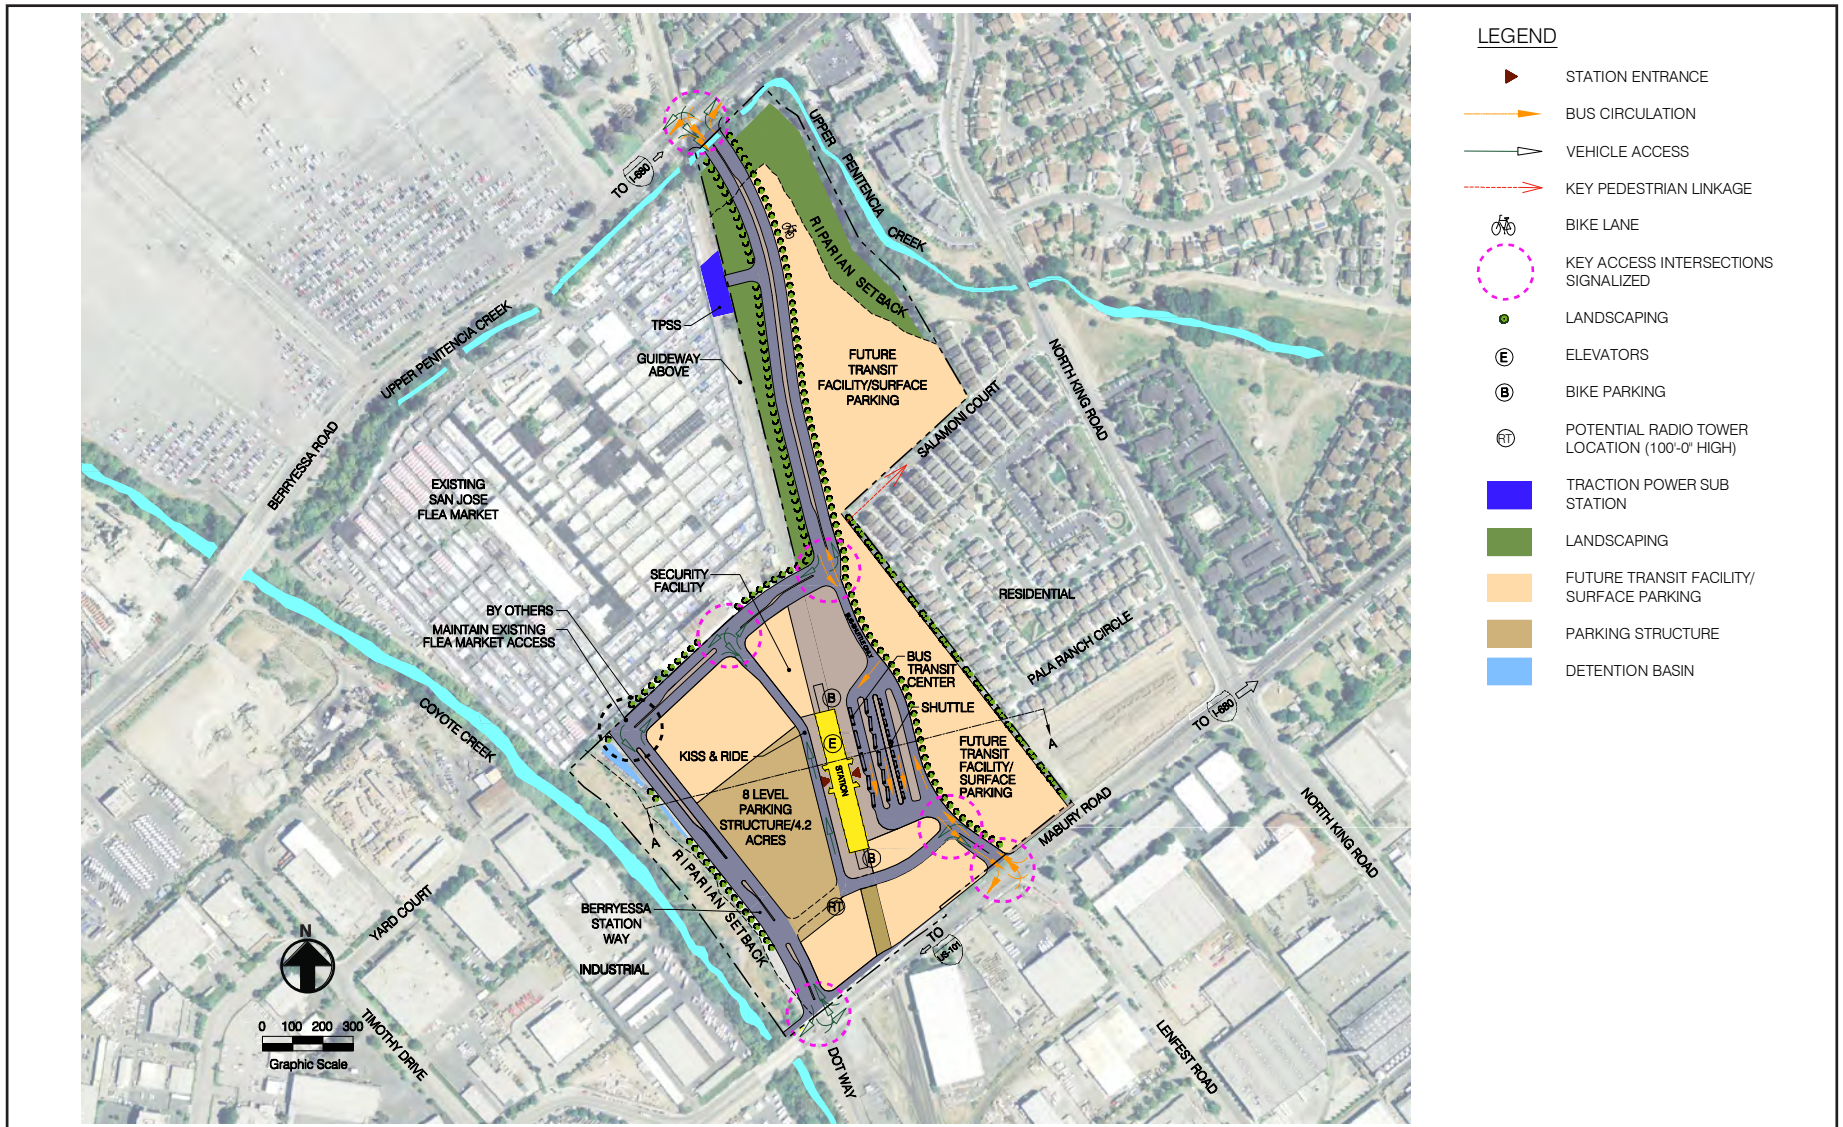 LEGEND
STATION ENTRANCE
BUS CIRCULATION
VEHICLE ACCESS
KEY PEDESTRIAN LINKAGE
BIKE LANE
KEY ACCESS INTERSECTIONS
SIGNALIZED
LANDSCAPING
E
ELEVATORS
B
BIKE PARKING
RT
POTENTIAL RADIO TOWER
LOCATION (100'-0" HIGH)
TRACTION POWER SUB
STATION
LANDSCAPING
FUTURE TRANSIT FACILITY/
SURFACE PARKING
PARKING STRUCTURE
DETENTION BASIN
TO I-680
UPPER PENITENCIA CREEK
RIPARIAN SETBACK
TPSS
GUIDEWAY
ABOVE
UPPER PENITENCIA CREEK
BERRYESSA ROAD
FUTURE
TRANSIT
FACILITY/SURFACE
PARKING
NORTH KING ROAD
SALAMONI COURT
EXISTING
SAN JOSE
FLEA MARKET
SECURITY
FACILITY
BY OTHERS
MAINTAIN EXISTING
FLEA MARKET ACCESS
RESIDENTIAL
PALA RANCH CIRCLE
BUS
TRANSIT
CENTER
SHUTTLE
TO I-680
COYOTE CREEK
B
E
STATION
KISS & RIDE
A
FUTURE
TRANSIT
FACILITY/
SURFACE
PARKING
8 LEVEL
PARKING
STRUCTURE/4.2
ACRES
A
MABURY ROAD
NORTH KING ROAD
B
RIPARIAN SETBACK
RT
BERRYESSA
STATION
WAY
TO
US-101
YARD COURT
INDUSTRIAL
N
0 100 200 300
Graphic Scale
TIMOTHY DRIVE
DOT WAY
LENFEST ROAD